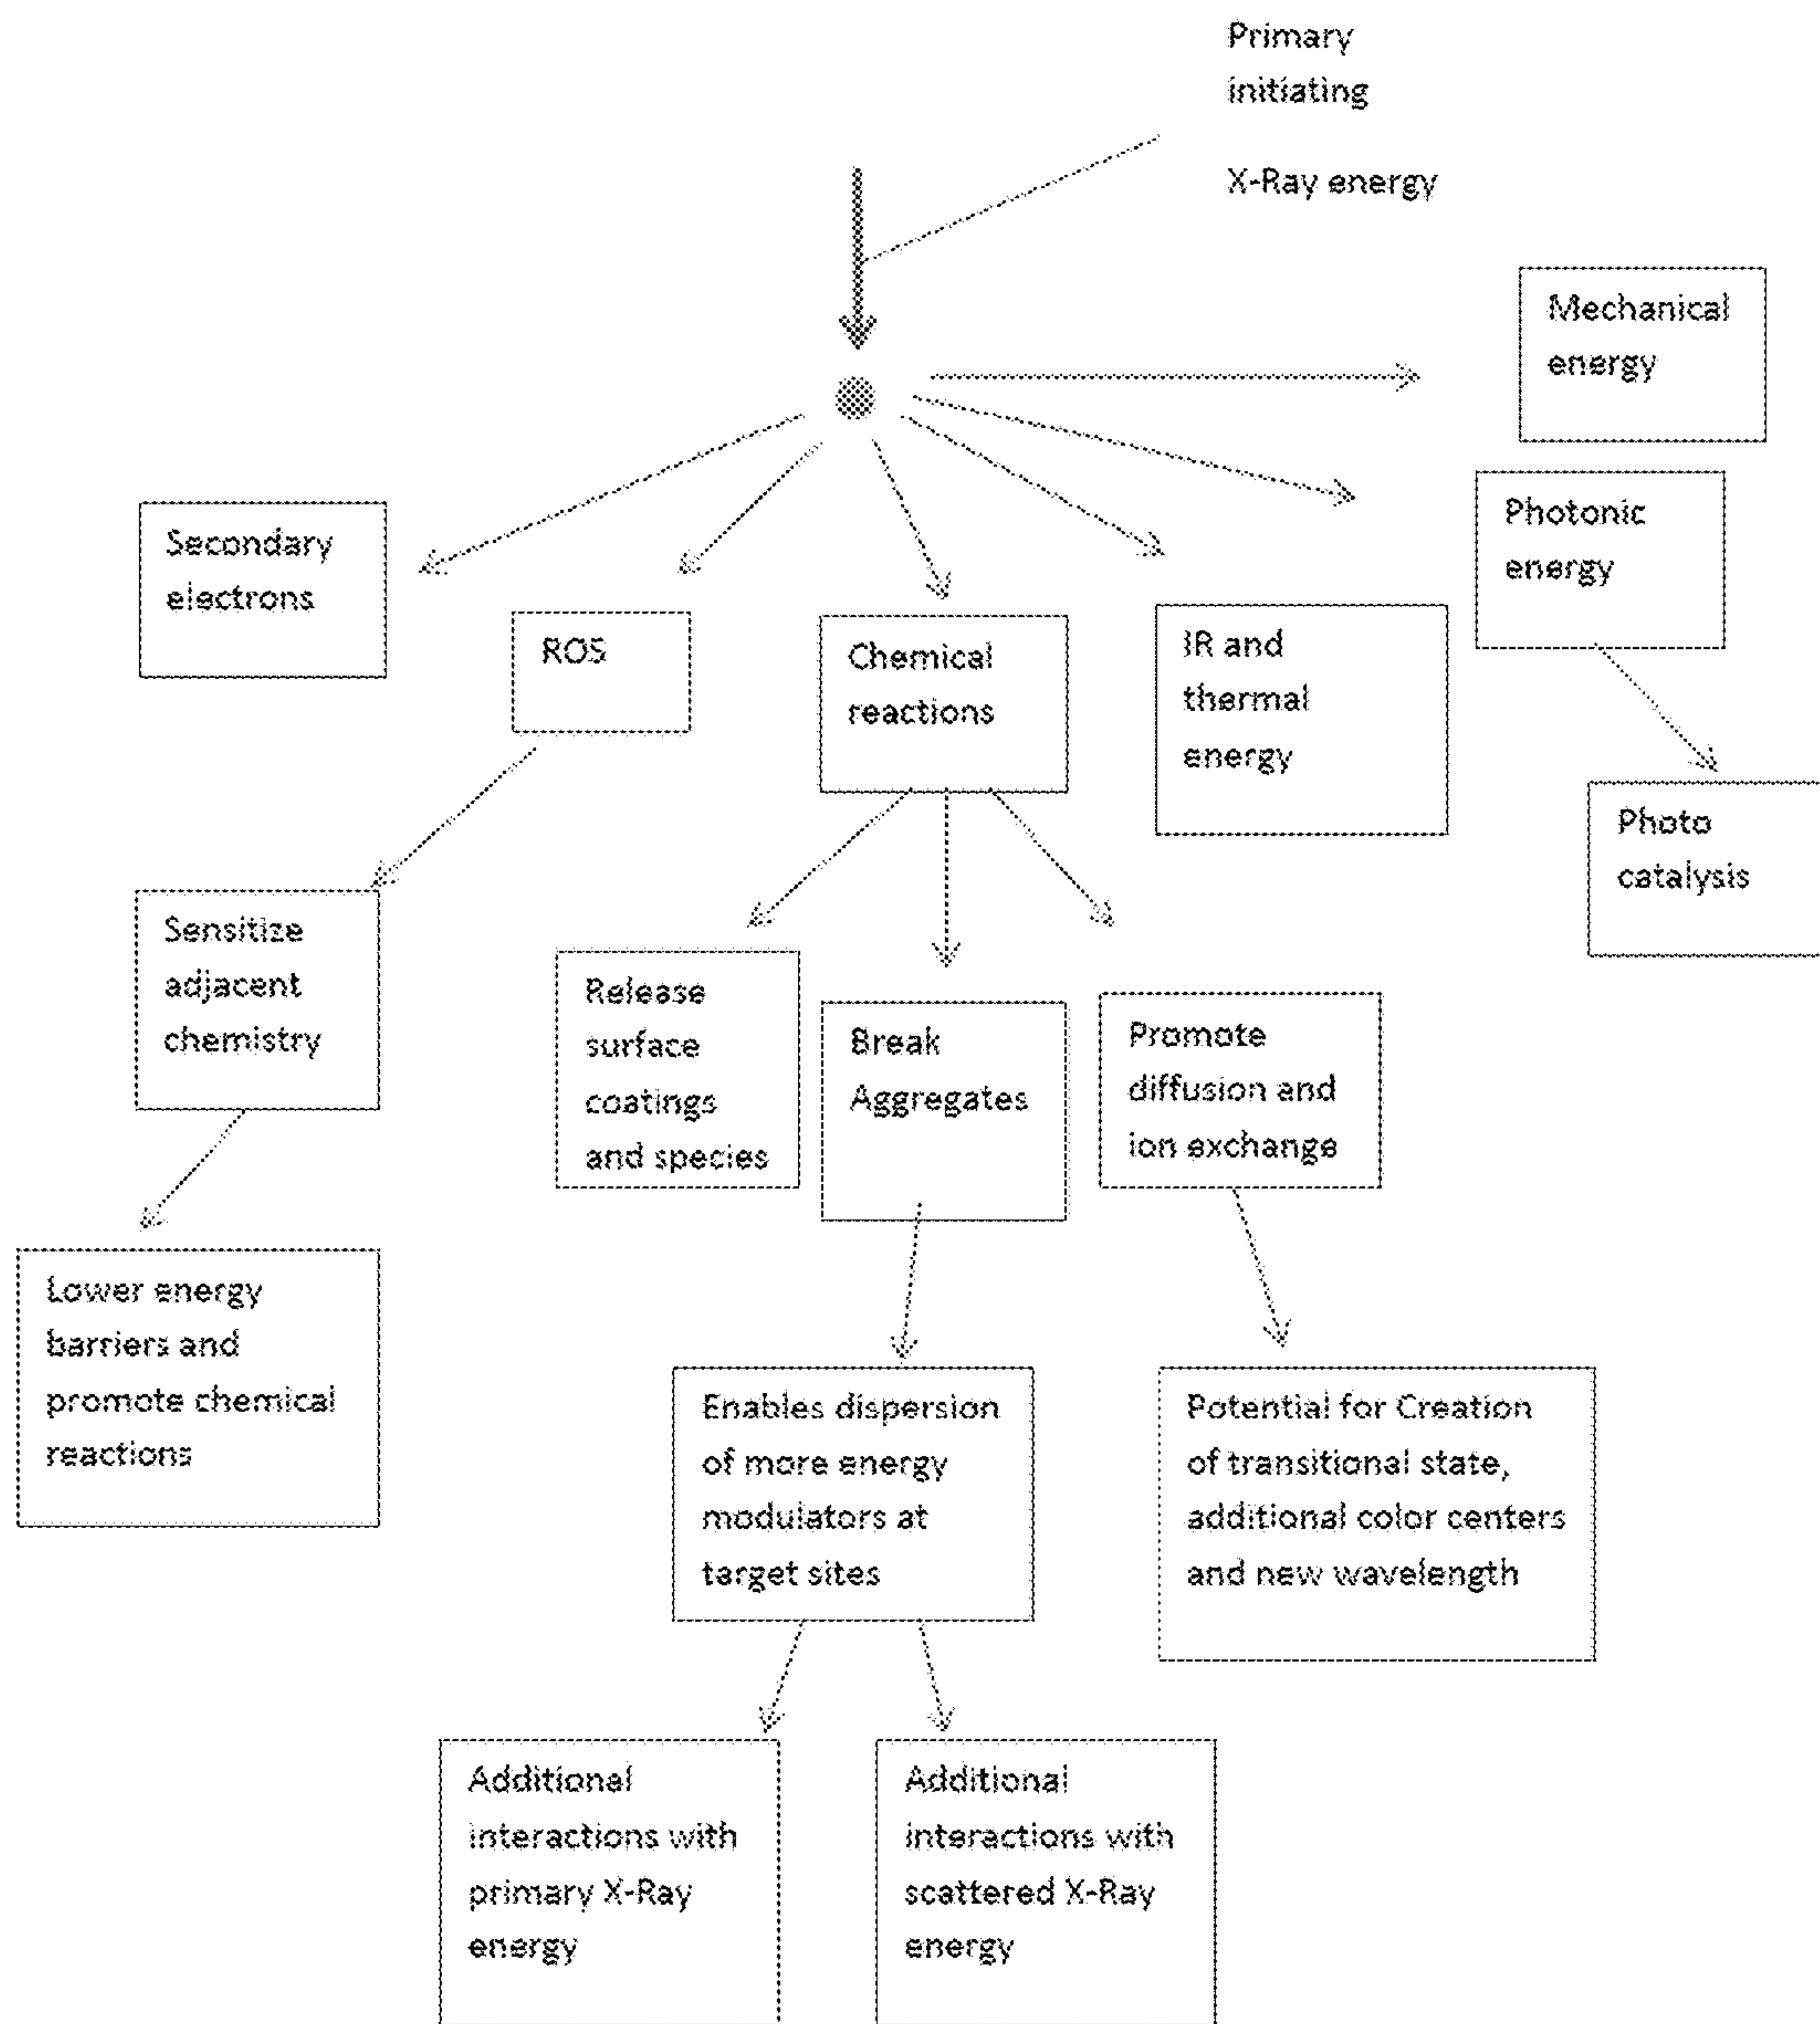 Primary
initiating
X-Ray energy
Mechanical
energy
Photonic
energy
Secondary
electrons
ROS
Chemical
reactions
IR and
thermal
energy
Photo
catalysis
Sensitize
adjacent
chemistry
Release
surface
coatings
and species
Break
Aggregates
Promote
diffusion and
ion exchange
Lower energy
barriers and
promote chemical
reactions
Enables dispersion
of more energy
modulators at
target sites
Potential for Creation
of transitional state,
additional color centers
and new wavelength
Additional
interactions with
primary X-Ray
energy
Additional
interactions with
scattered X-Ray
energy